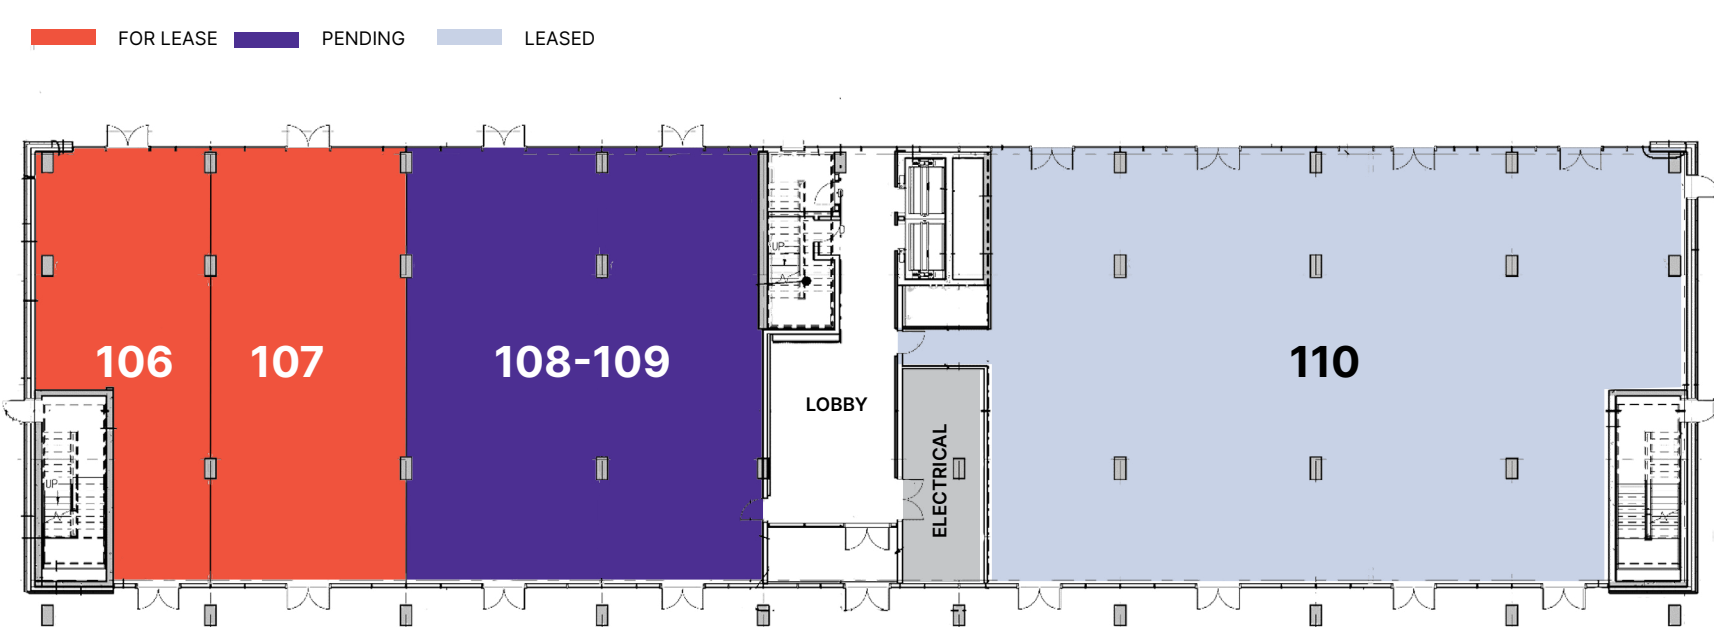 FOR LEASE PENDING LEASED
106 107 108-109 110
UP
LOBBY
ELECTRICAL
UP